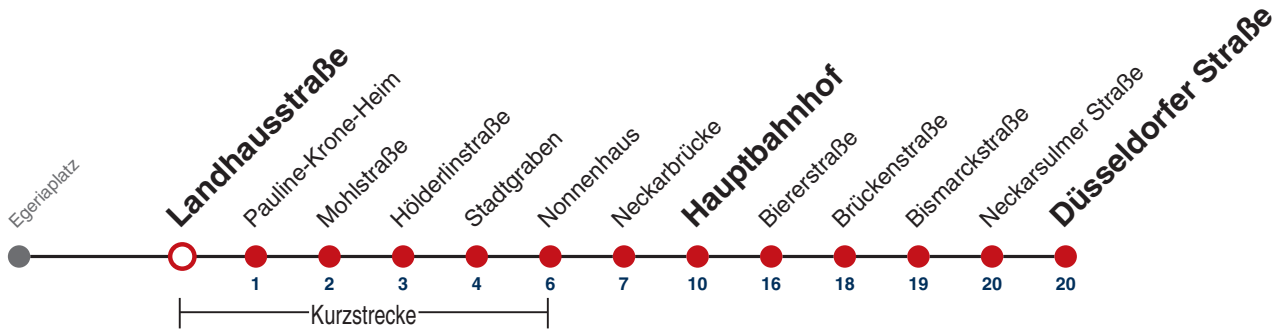 Egeriaplatz
Landhausstraße
Pauline-Krone-Heim
Mohlstraße
Hölderlinstraße
Stadtgraben
Nonnenhaus
Neckarbrücke
Hauptbahnhof
Biererstraße
Brückenstraße
Bismarckstraße
Neckarsulmer Straße
Düsseldorfer Straße
1 2 3 4 6 7 10 16 18 19 20 20
Kurzstrecke